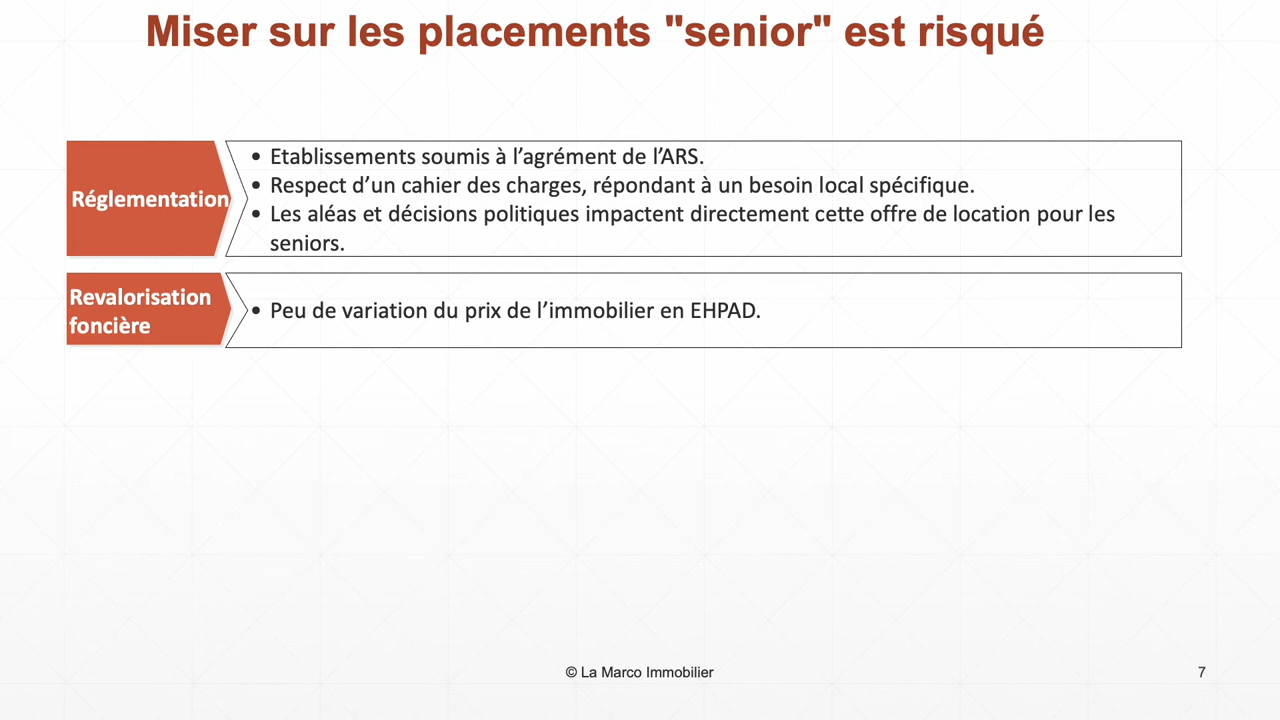 Miser sur les placements "senior" est risqué
Réglementation
• Etablissements soumis à l’agrément de l’ARS.
• Respect d’un cahier des charges, répondant à un besoin local spécifique.
• Les aléas et décisions politiques impactent directement cette offre de location pour les
seniors.
Revalorisation
foncière
• Peu de variation du prix de l’immobilier en EHPAD.
© La Marco Immobilier
7